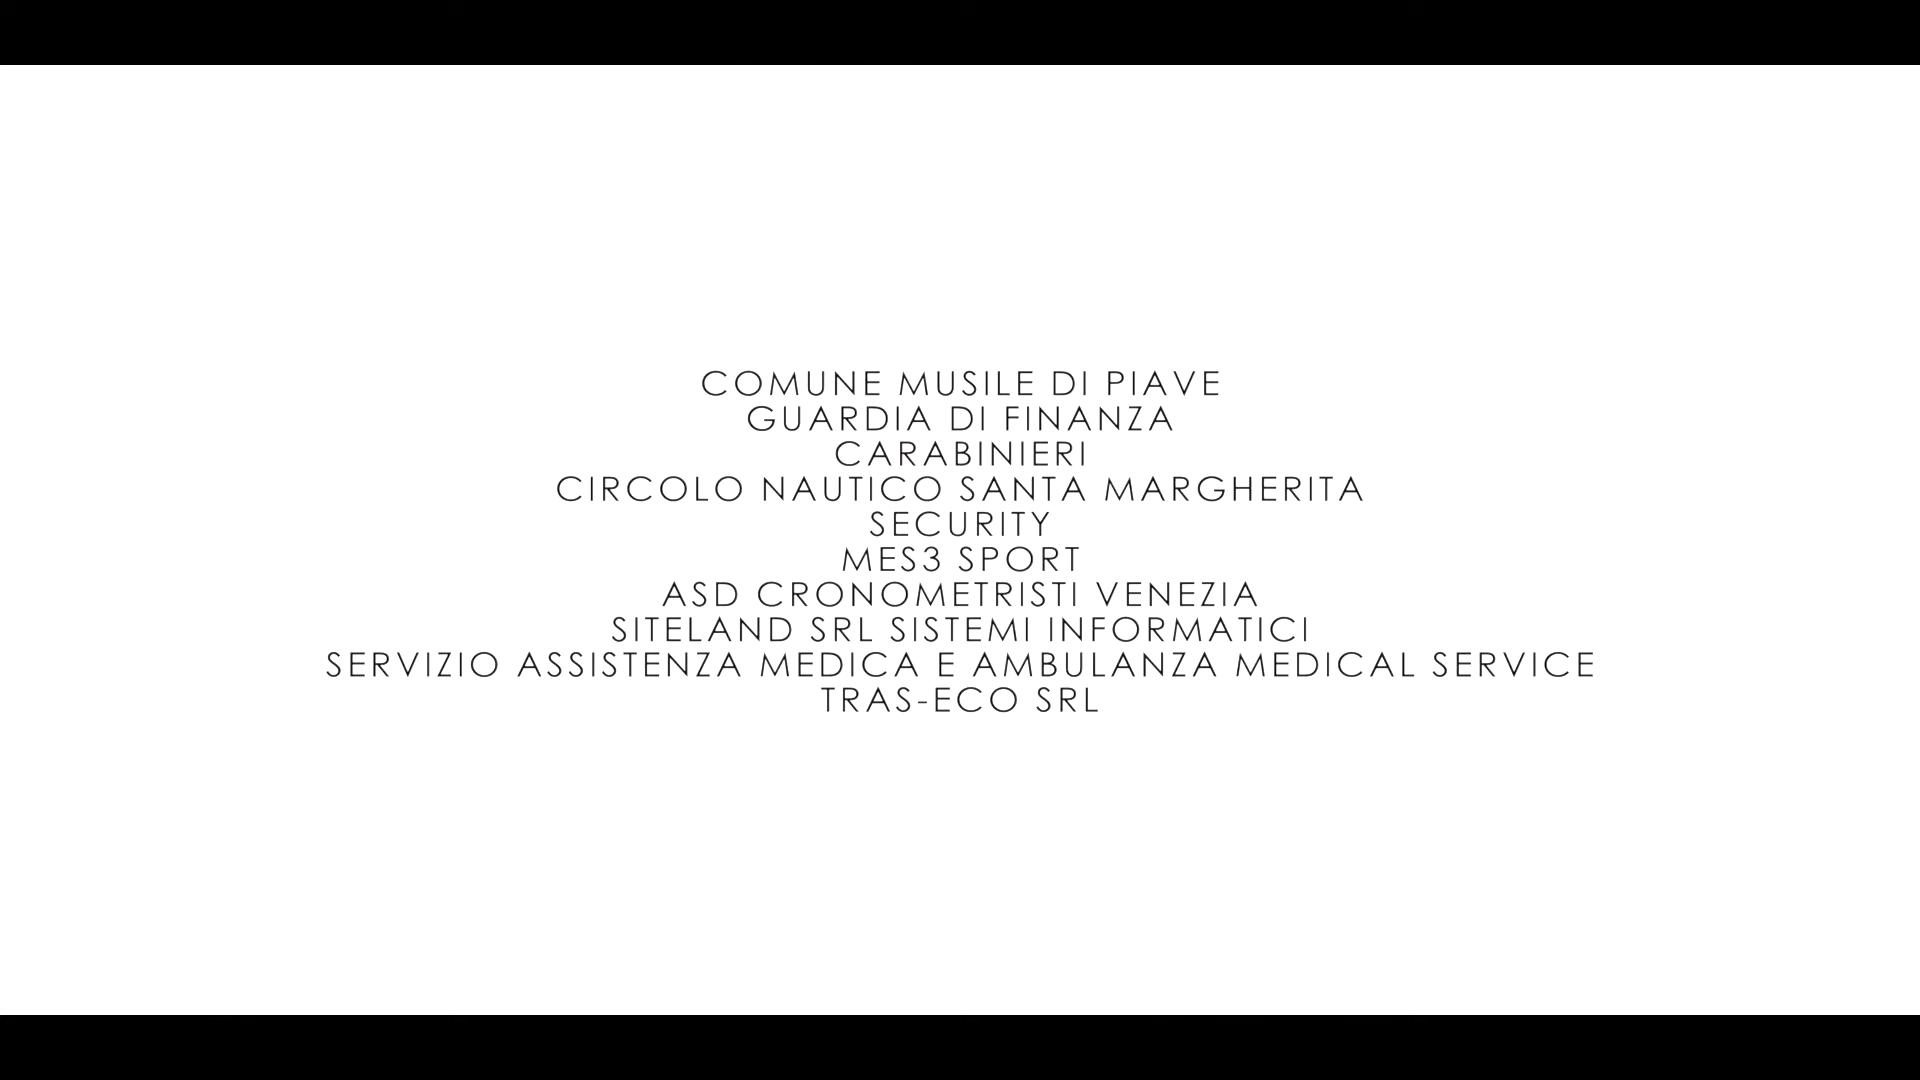 COMUNE MUSILE DI PIAVE
GUARDIA DI FINANZA
CARABINIERI
CIRCOLO NAUTICO SANTA MARGHERITA
SECURITY
MES3 SPORT
ASD CRONOMETRISTI VENEZIA
SITELAND SRL SISTEMI INFORMATICI
SERVIZIO ASSISTENZA MEDICA E AMBULANZA MEDICAL SERVICE
TRAS-ECO SRL